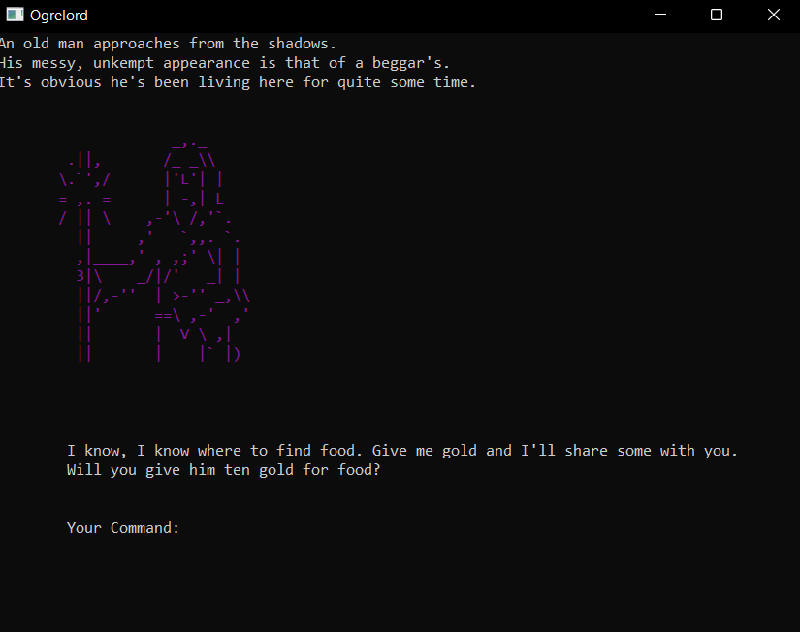 Ogrelord
An old man approaches from the shadows.
His messy, unkempt appearance is that of a beggar's.
It's obvious he's been living here for quite some time.
I know, I know where to find food. Give me gold and I'll share some with you.
Will you give him ten gold for food?
Your Command: